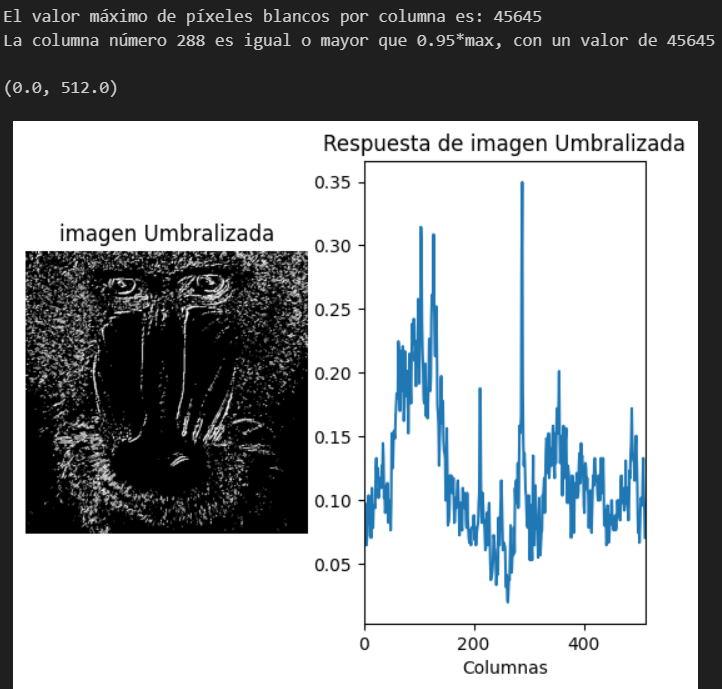 El valor máximo de píxeles blancos por columna es: 45645
La columna número 288 es igual o mayor que 0.95*max, con un valor de 45645
(0.0, 512.0)
Respuesta de imagen Umbralizada
imagen Umbralizada
0.35
0.30
0.25
0.20
0.15
0.10
0.05
0 200 400
Columnas